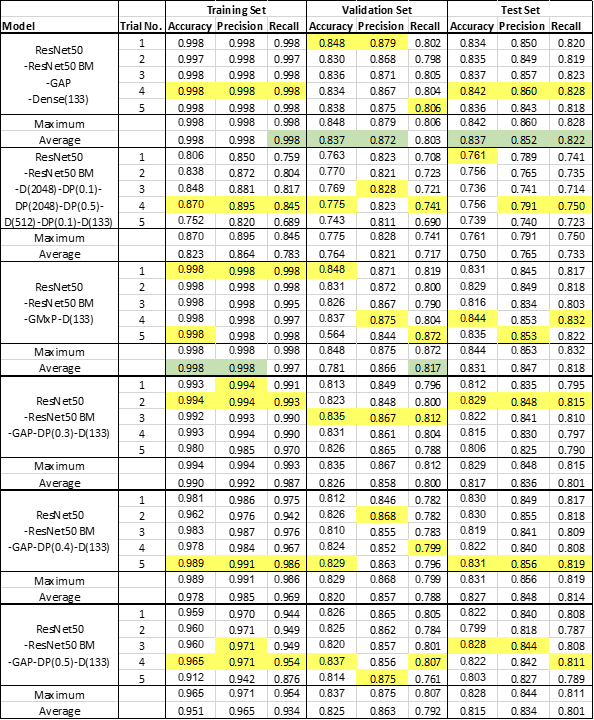 Training Set Validation Set Test Set
Model Trial No. Accuracy Precision Recall Accuracy Precision Recall Accuracy Precision Recall
ResNet50
-ResNet50 BM
-GAP
-Dense(133)
1 0.998 0.998 0.998 0.848 0.879 0.802 0.834 0.850 0.820
2 0.997 0.998 0.997 0.830 0.868 0.798 0.835 0.849 0.819
3 0.998 0.998 0.998 0.836 0.871 0.805 0.837 0.857 0.823
4 0.998 0.998 0.998 0.834 0.867 0.804 0.842 0.860 0.828
5 0.998 0.998 0.998 0.838 0.875 0.806 0.836 0.843 0.818
Maximum 0.998 0.998 0.998 0.848 0.879 0.806 0.842 0.860 0.828
Average 0.998 0.998 0.998 0.837 0.872 0.803 0.837 0.852 0.822
ResNet50
-ResNet50 BM
-D(2048)-DP(0.1)-
DP(2048)-DP(0.5)-
D(512)-DP(0.1)-D(133)
1 0.806 0.850 0.759 0.763 0.823 0.708 0.761 0.789 0.741
2 0.838 0.872 0.804 0.770 0.821 0.723 0.756 0.765 0.735
3 0.848 0.881 0.817 0.769 0.828 0.721 0.736 0.741 0.714
4 0.870 0.895 0.845 0.775 0.823 0.741 0.756 0.791 0.750
5 0.752 0.820 0.689 0.743 0.811 0.690 0.739 0.740 0.723
Maximum 0.870 0.895 0.845 0.775 0.828 0.741 0.761 0.791 0.750
Average 0.823 0.864 0.783 0.764 0.821 0.717 0.750 0.765 0.733
ResNet50
-ResNet50 BM
-GMxP-D(133)
1 0.998 0.998 0.998 0.848 0.871 0.819 0.831 0.845 0.817
2 0.998 0.998 0.998 0.831 0.872 0.800 0.829 0.849 0.818
3 0.998 0.998 0.995 0.826 0.867 0.790 0.816 0.834 0.803
4 0.998 0.998 0.997 0.837 0.875 0.804 0.844 0.853 0.832
5 0.998 0.998 0.998 0.564 0.844 0.872 0.835 0.853 0.822
Maximum 0.998 0.998 0.998 0.848 0.875 0.872 0.844 0.853 0.832
Average 0.998 0.998 0.997 0.781 0.866 0.817 0.831 0.847 0.818
ResNet50
-ResNet50 BM
-GAP-DP(0.3)-D(133)
1 0.993 0.994 0.991 0.813 0.849 0.796 0.812 0.835 0.795
2 0.994 0.994 0.993 0.823 0.848 0.800 0.829 0.848 0.815
3 0.992 0.993 0.990 0.835 0.867 0.812 0.822 0.841 0.810
4 0.993 0.994 0.990 0.831 0.861 0.804 0.815 0.830 0.797
5 0.980 0.985 0.970 0.826 0.865 0.788 0.806 0.825 0.790
Maximum 0.994 0.994 0.993 0.835 0.867 0.812 0.829 0.848 0.815
Average 0.990 0.992 0.987 0.826 0.858 0.800 0.817 0.836 0.801
ResNet50
-ResNet50 BM
-GAP-DP(0.4)-D(133)
1 0.981 0.986 0.975 0.812 0.846 0.782 0.830 0.849 0.817
2 0.962 0.976 0.942 0.826 0.868 0.782 0.830 0.855 0.818
3 0.983 0.987 0.976 0.810 0.855 0.783 0.819 0.841 0.809
4 0.978 0.984 0.967 0.824 0.852 0.799 0.822 0.840 0.808
5 0.989 0.991 0.986 0.829 0.863 0.796 0.831 0.856 0.819
Maximum 0.989 0.991 0.986 0.829 0.868 0.799 0.831 0.856 0.819
Average 0.978 0.985 0.969 0.820 0.857 0.788 0.827 0.848 0.814
ResNet50
-ResNet50 BM
-GAP-DP(0.5)-D(133)
1 0.959 0.970 0.944 0.826 0.865 0.805 0.822 0.840 0.808
2 0.960 0.971 0.949 0.825 0.862 0.784 0.799 0.818 0.787
3 0.960 0.971 0.949 0.820 0.857 0.801 0.828 0.844 0.808
4 0.965 0.971 0.954 0.837 0.856 0.807 0.822 0.842 0.811
5 0.912 0.942 0.876 0.814 0.875 0.761 0.803 0.827 0.789
Maximum 0.965 0.971 0.954 0.837 0.875 0.807 0.828 0.844 0.811
Average 0.951 0.965 0.934 0.825 0.863 0.792 0.815 0.834 0.801